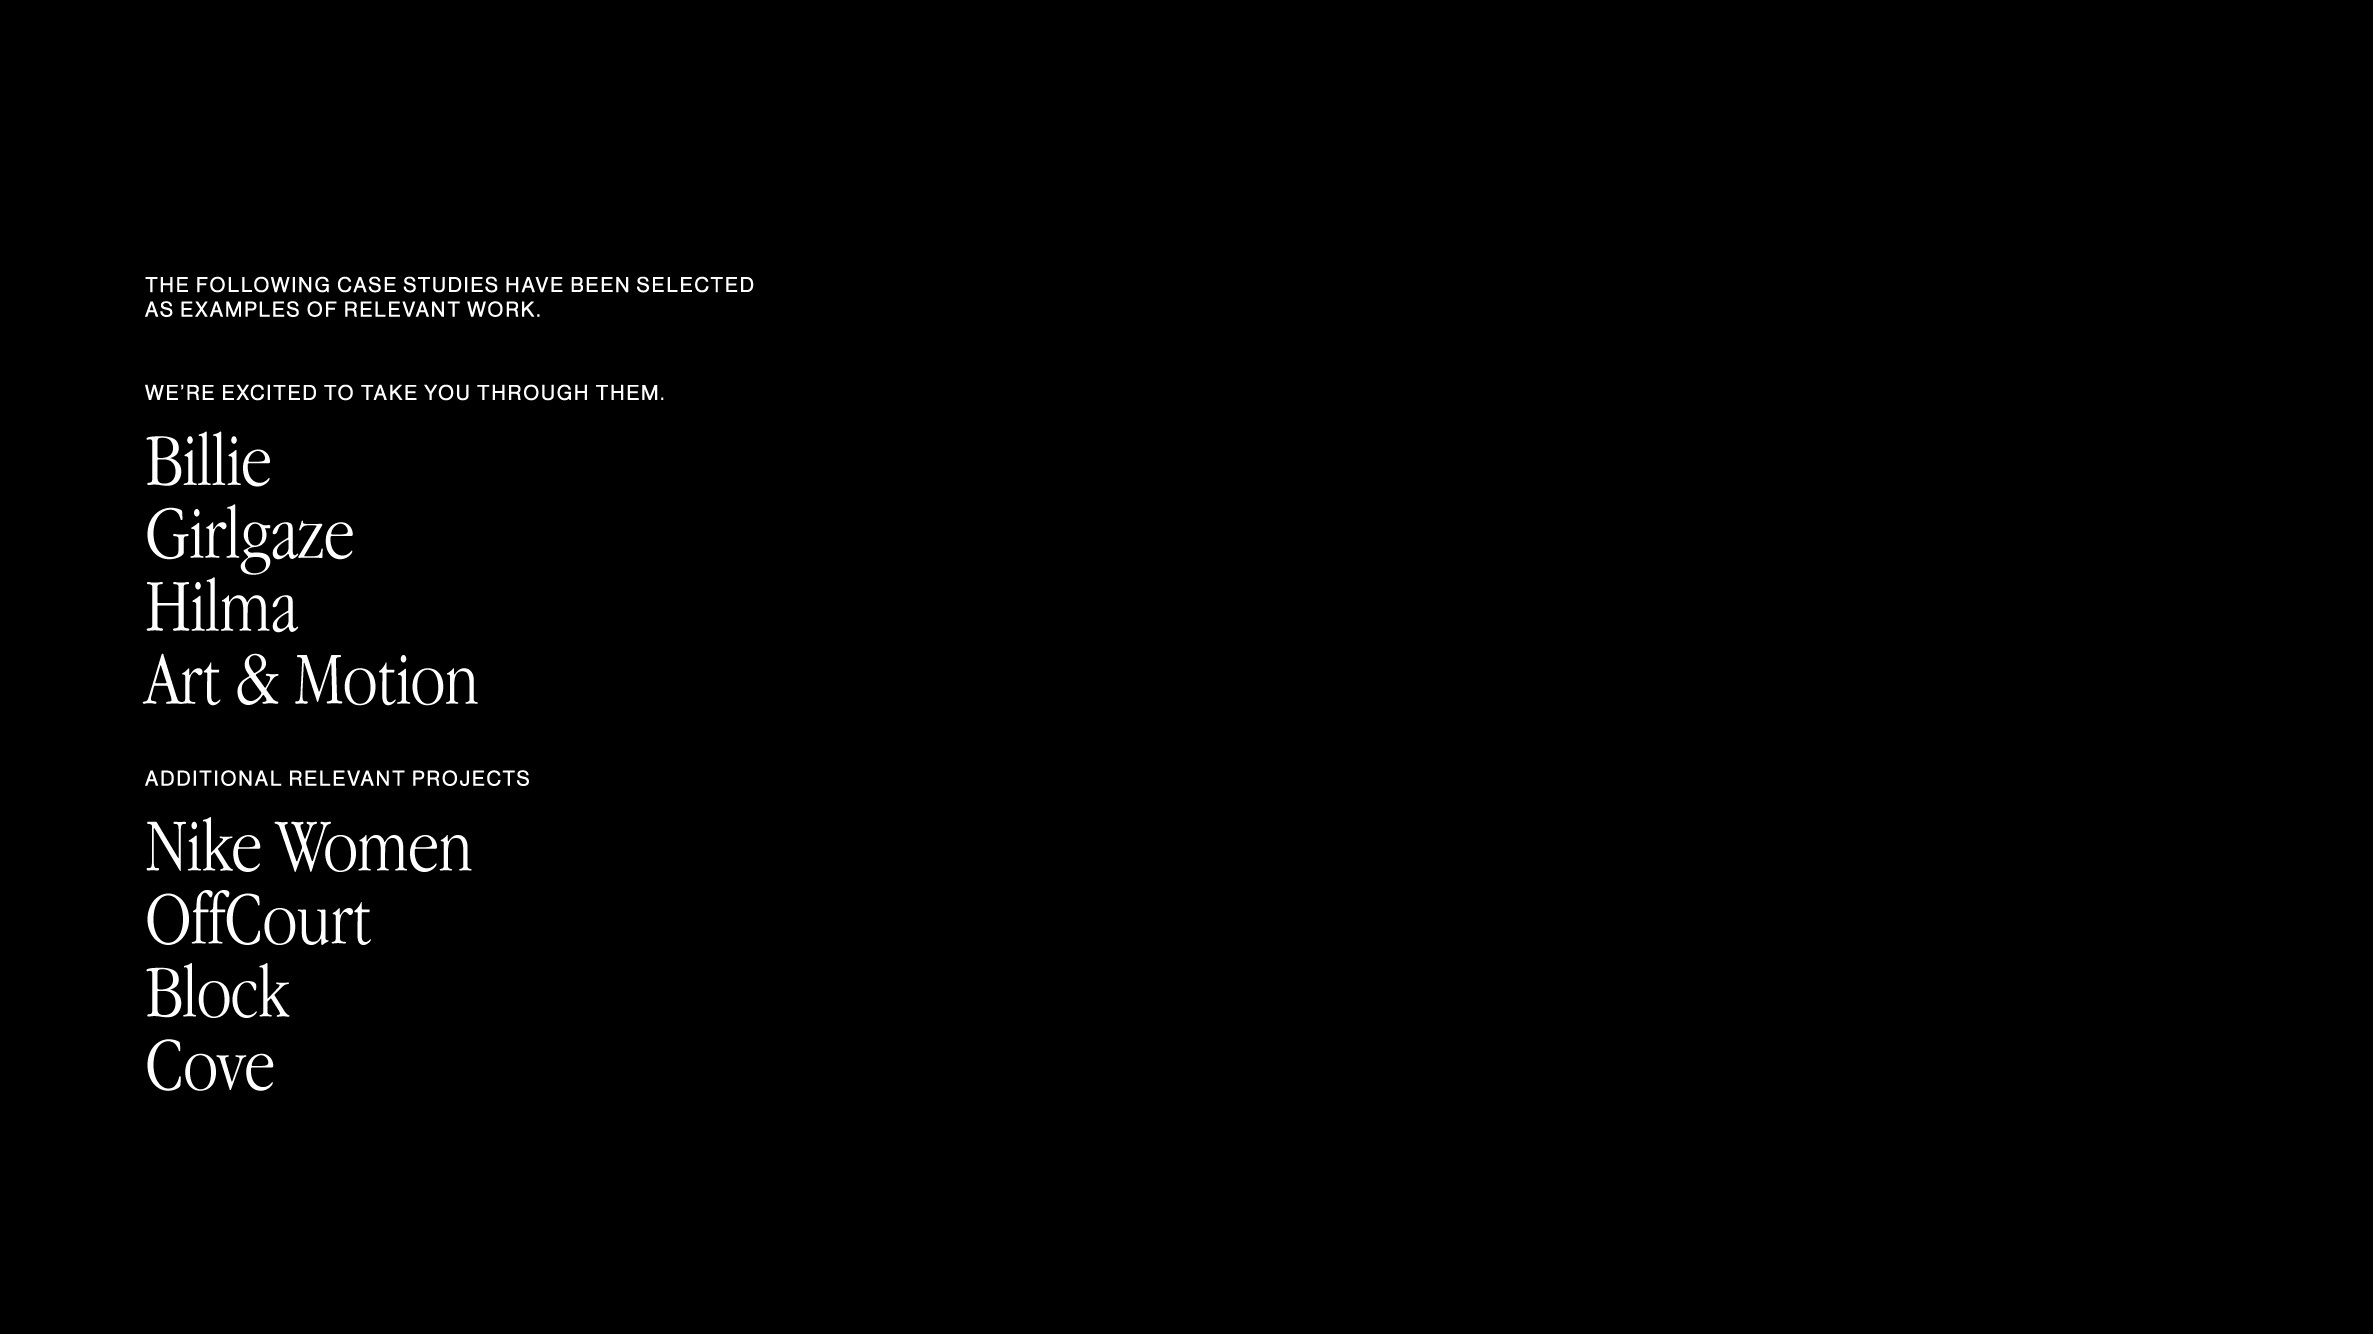 THE FOLLOWING CASE STUDIES HAVE BEEN SELECTED
AS EXAMPLES OF RELEVANT WORK.
WE’RE EXCITED TO TAKE YOU THROUGH THEM.
Billie
Girlgaze
Hilma
Art & Motion
ADDITIONAL RELEVANT PROJECTS
Nike Women
OffCourt
Block
Cove